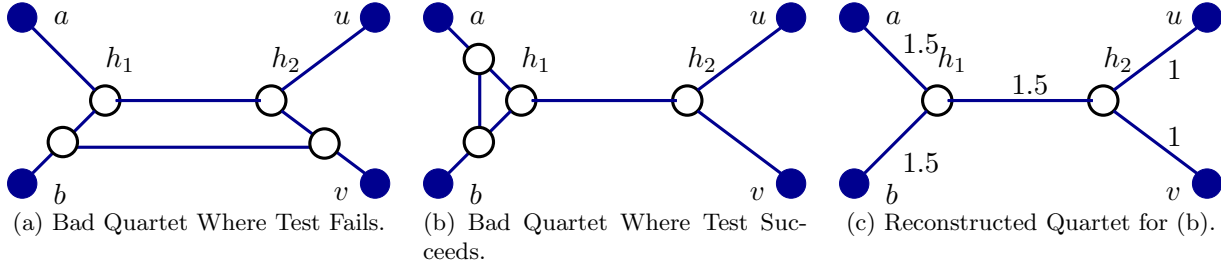 a
u
h1
h2
b
v
(a) Bad Quartet Where Test Fails.
a
u
h1
h2
b
v
(b) Bad Quartet Where Test Suc-
ceeds.
a
u
1.5
h1
h2
1
1.5
1.5
1
b
v
(c) Reconstructed Quartet for (b).